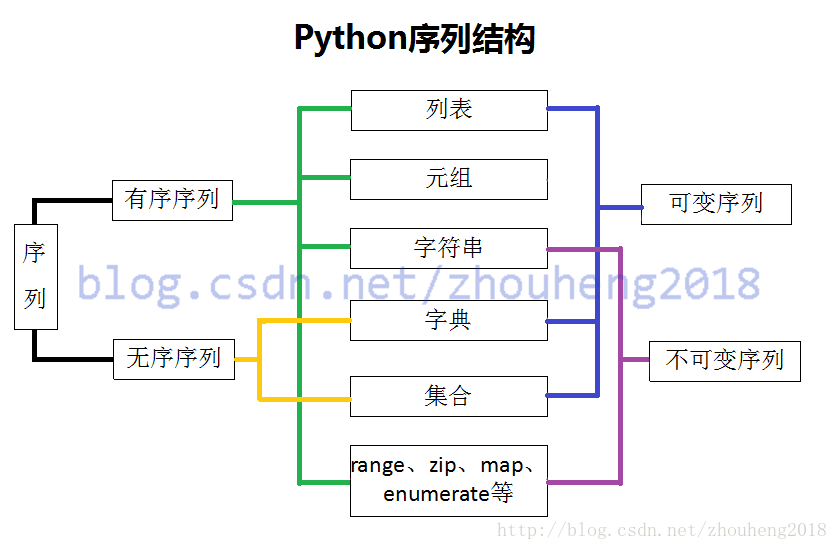 Python序列结构
列表
元组
有序序列
可变序列
字符串
序
列
blog.csdn.net/zhouheng2018
字典
无序序列
不可变序列
集合
range、zip、map、
enumerate等
http://blog.csdn.net/zhouheng2018